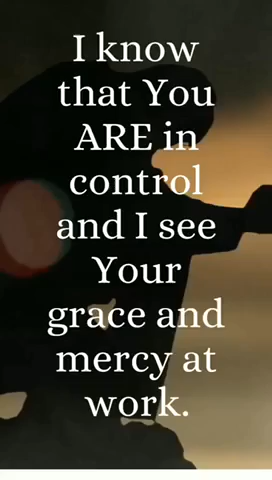 I know
that You
ARE in
control
and I see
Your
grace and
mercy at
work.